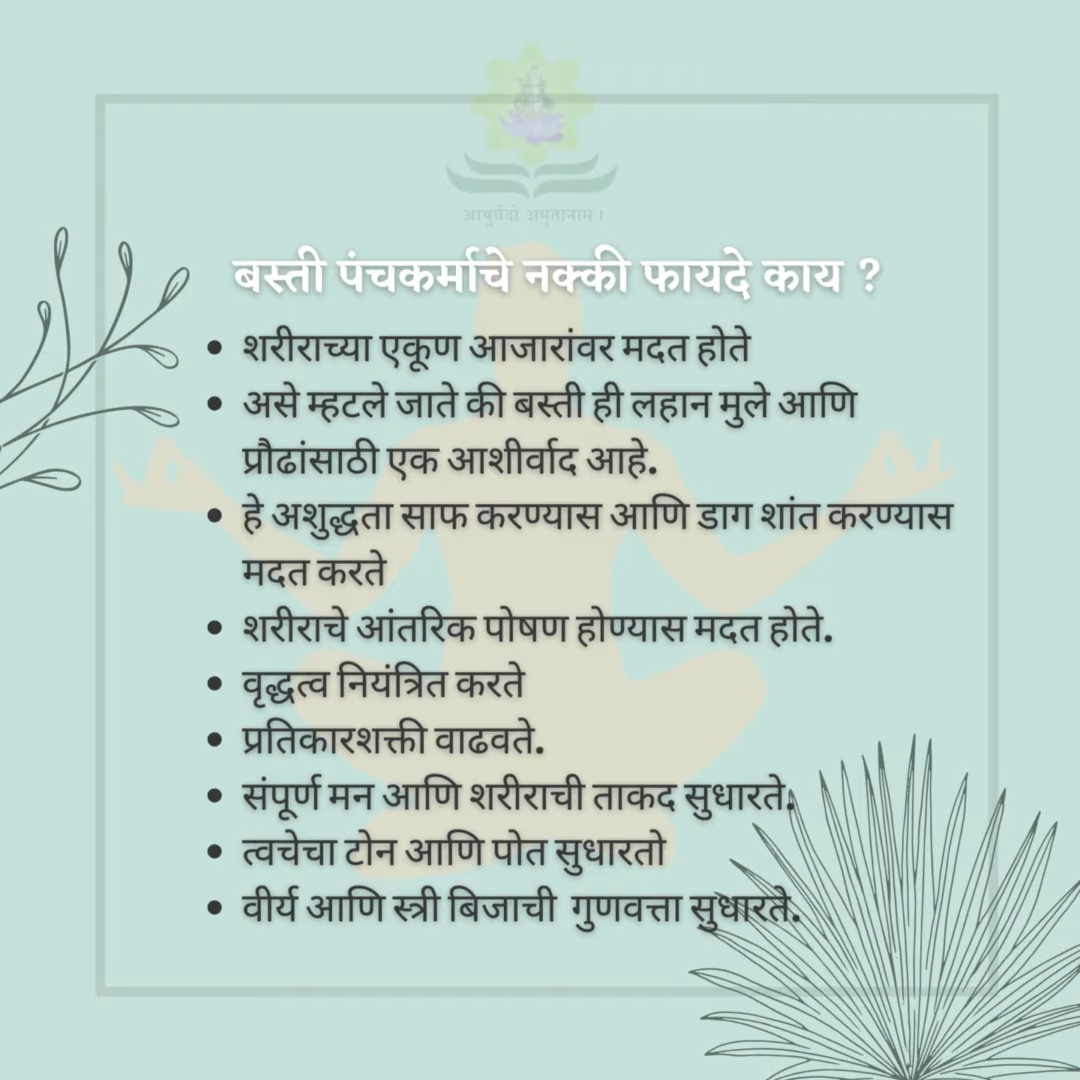 आयुर्वेदो अमृतानाम ।
बस्ती पंचकर्माचे नक्की फायदे काय ?
• शरीराच्या एकूण आजारांवर मदत होते
• असे म्हटले जाते की बस्ती ही लहान मुले आणि
प्रौढांसाठी एक आशीर्वाद आहे.
• हे अशुद्धता साफ करण्यास आणि डाग शांत करण्यास
मदत करते
• शरीराचे आंतरिक पोषण होण्यास मदत होते.
• वृद्धत्व नियंत्रित करते
• प्रतिकारशक्ती वाढवते.
• संपूर्ण मन आणि शरीराची ताकद सुधारते.
• त्वचेचा टोन आणि पोत सुधारतो
• वीर्य आणि स्त्री बिजाची गुणवत्ता सुधारते.